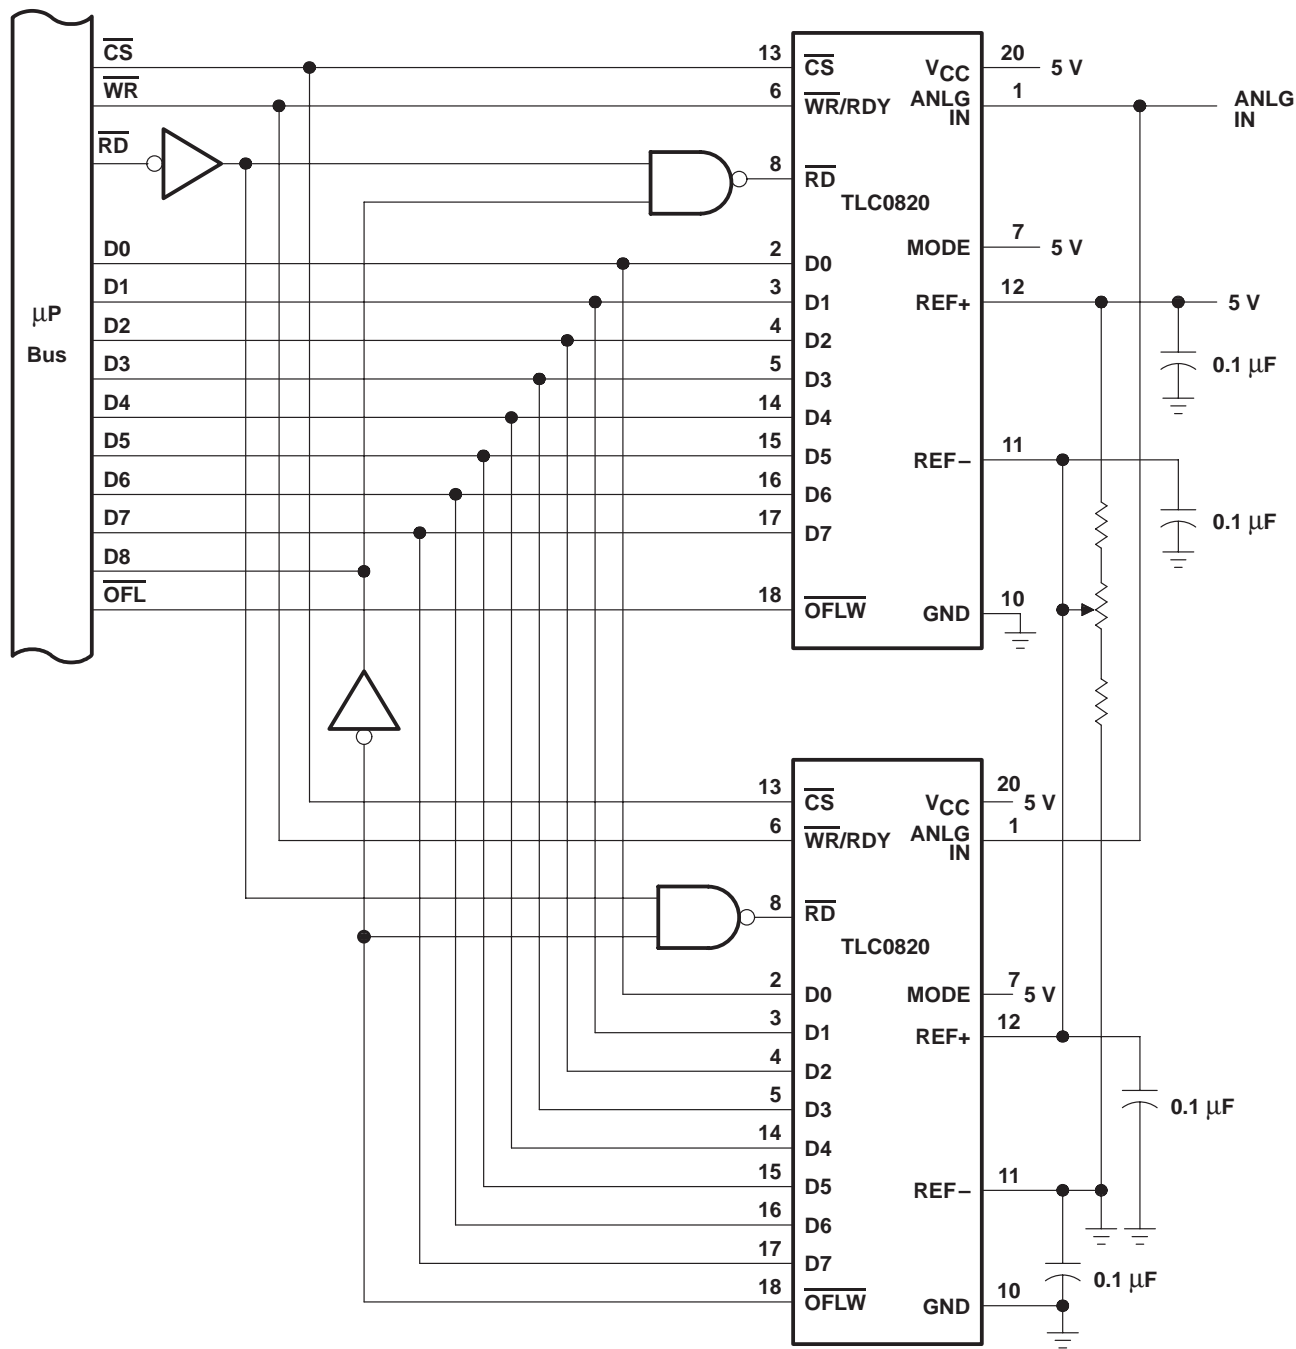 CS
WR
RD
D0
D1
D2
D3
D4
D5
D6
D7
D8
OFL
μP
Bus
13
6
8
2
3
4
5
14
15
16
17
18
CS
WR/RDY
RD
TLC0820
D0
D1
D2
D3
D4
D5
D6
D7
OFLW
VCC
ANLG
IN
MODE
REF+
REF–
GND
20
5 V
1
ANLG
IN
7
5 V
12
5 V
0.1 μF
11
0.1 μF
10
13
6
8
2
3
4
5
14
15
16
17
18
CS
WR/RDY
RD
TLC0820
D0
D1
D2
D3
D4
D5
D6
D7
OFLW
VCC
ANLG
IN
MODE
REF+
REF–
GND
20
5 V
1
7
5 V
12
0.1 μF
11
0.1 μF
10